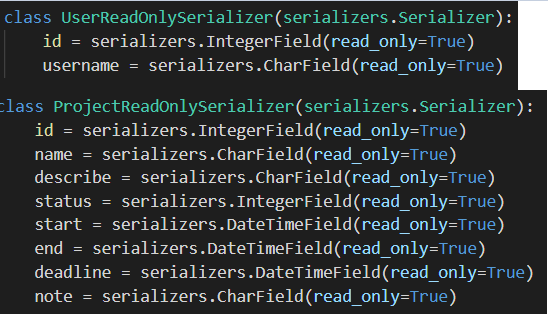 class UserReadOnlySerializer(serializers.Serializer):
    id = serializers.IntegerField(read_only=True)
    username = serializers.CharField(read_only=True)
class ProjectReadOnlySerializer(serializers.Serializer):
    id = serializers.IntegerField(read_only=True)
    name = serializers.CharField(read_only=True)
    describe = serializers.CharField(read_only=True)
    status = serializers.IntegerField(read_only=True)
    start = serializers.DateTimeField(read_only=True)
    end = serializers.DateTimeField(read_only=True)
    deadline = serializers.DateTimeField(read_only=True)
    note = serializers.CharField(read_only=True)